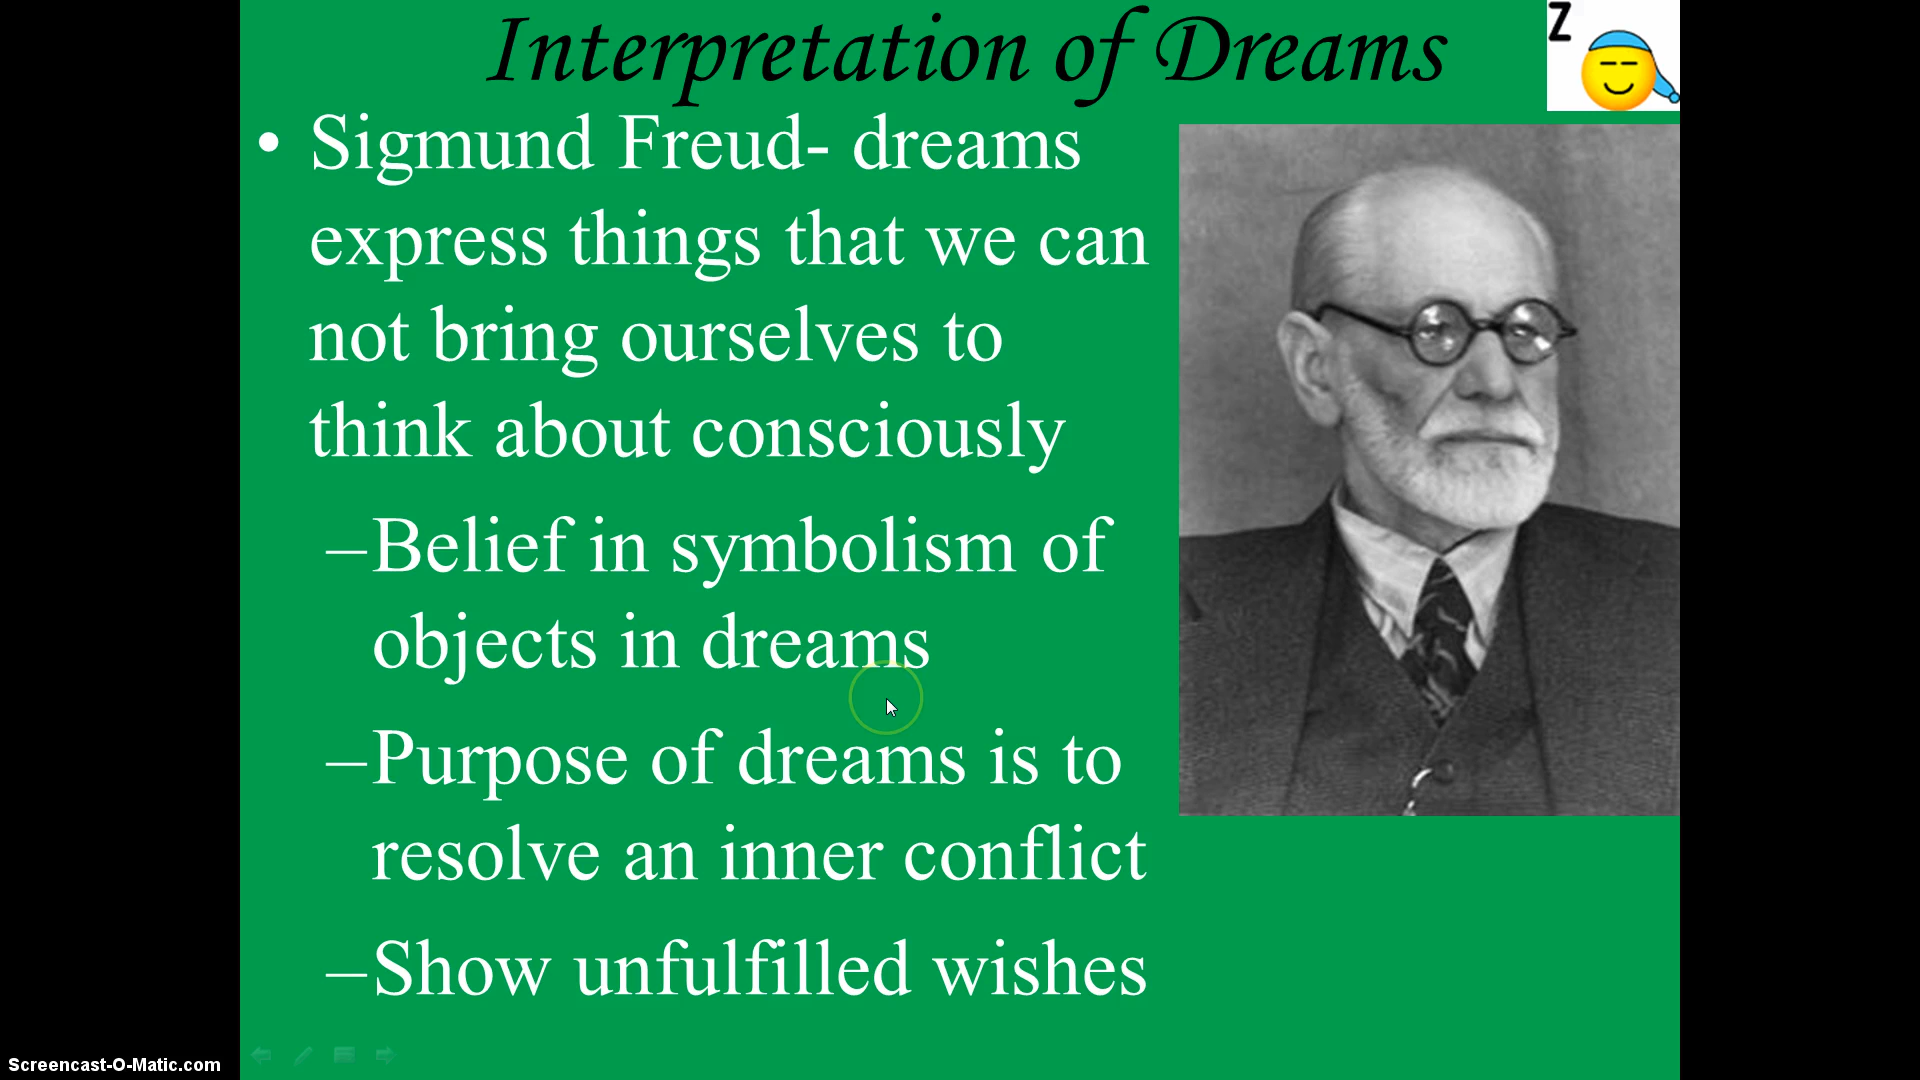 Interpretation of Dreams
Z
• Sigmund Freud- dreams
express things that we can
not bring ourselves to
think about consciously
–Belief in symbolism of
objects in dreams
–Purpose of dreams is to
resolve an inner conflict
–Show unfulfilled wishes
Screencast-O-Matic.com